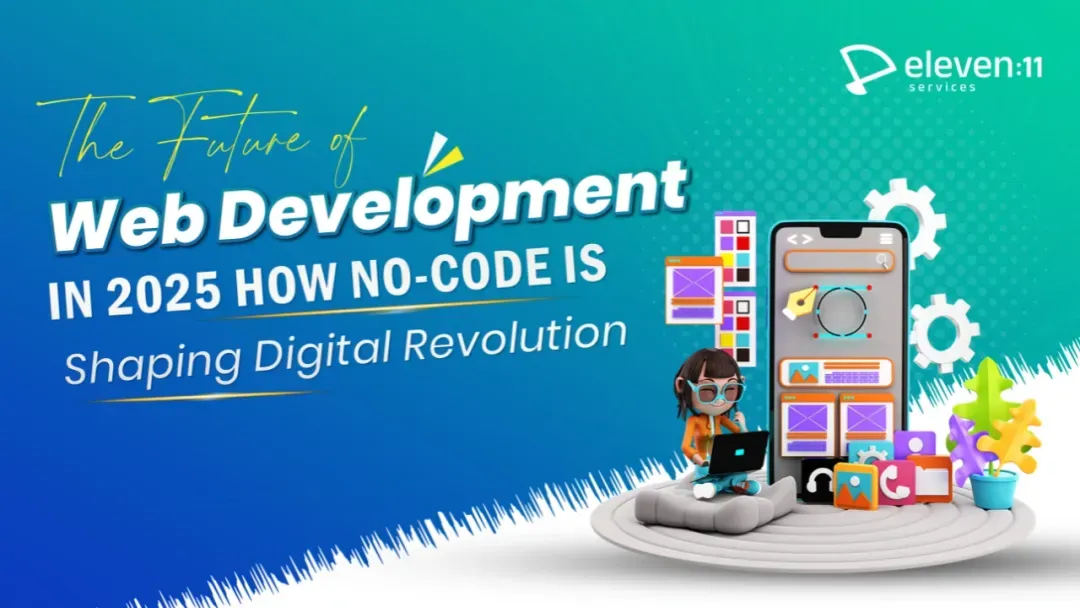 eleven:11
services
The Future of
Web Development
IN 2025 HOW NO-CODE IS
Shaping Digital Revolution